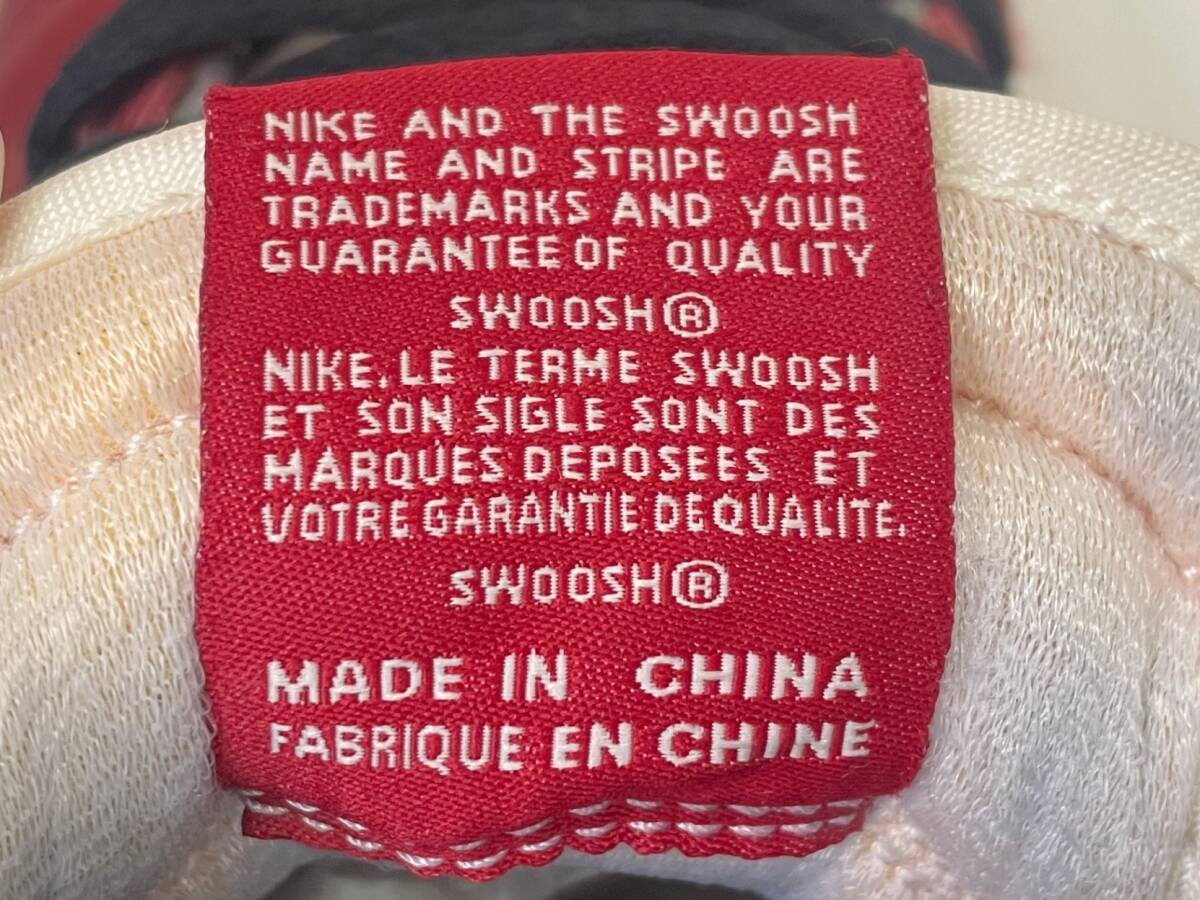 NIKE AND THE SWOOSH
NAME AND STRIPE ARE
TRADEMARKS AND YOUR
GUARANTEE OF QUALITY
SWOOSH®
NIKE, LE TERME SWOOSH
ET SON SIGLE SONT DES
MARQUES DEPOSEES ET
VOTRE GARANTIE DE QUALITE.
SWOOSH®
MADE IN CHINA
FABRIQUE EN CHINE